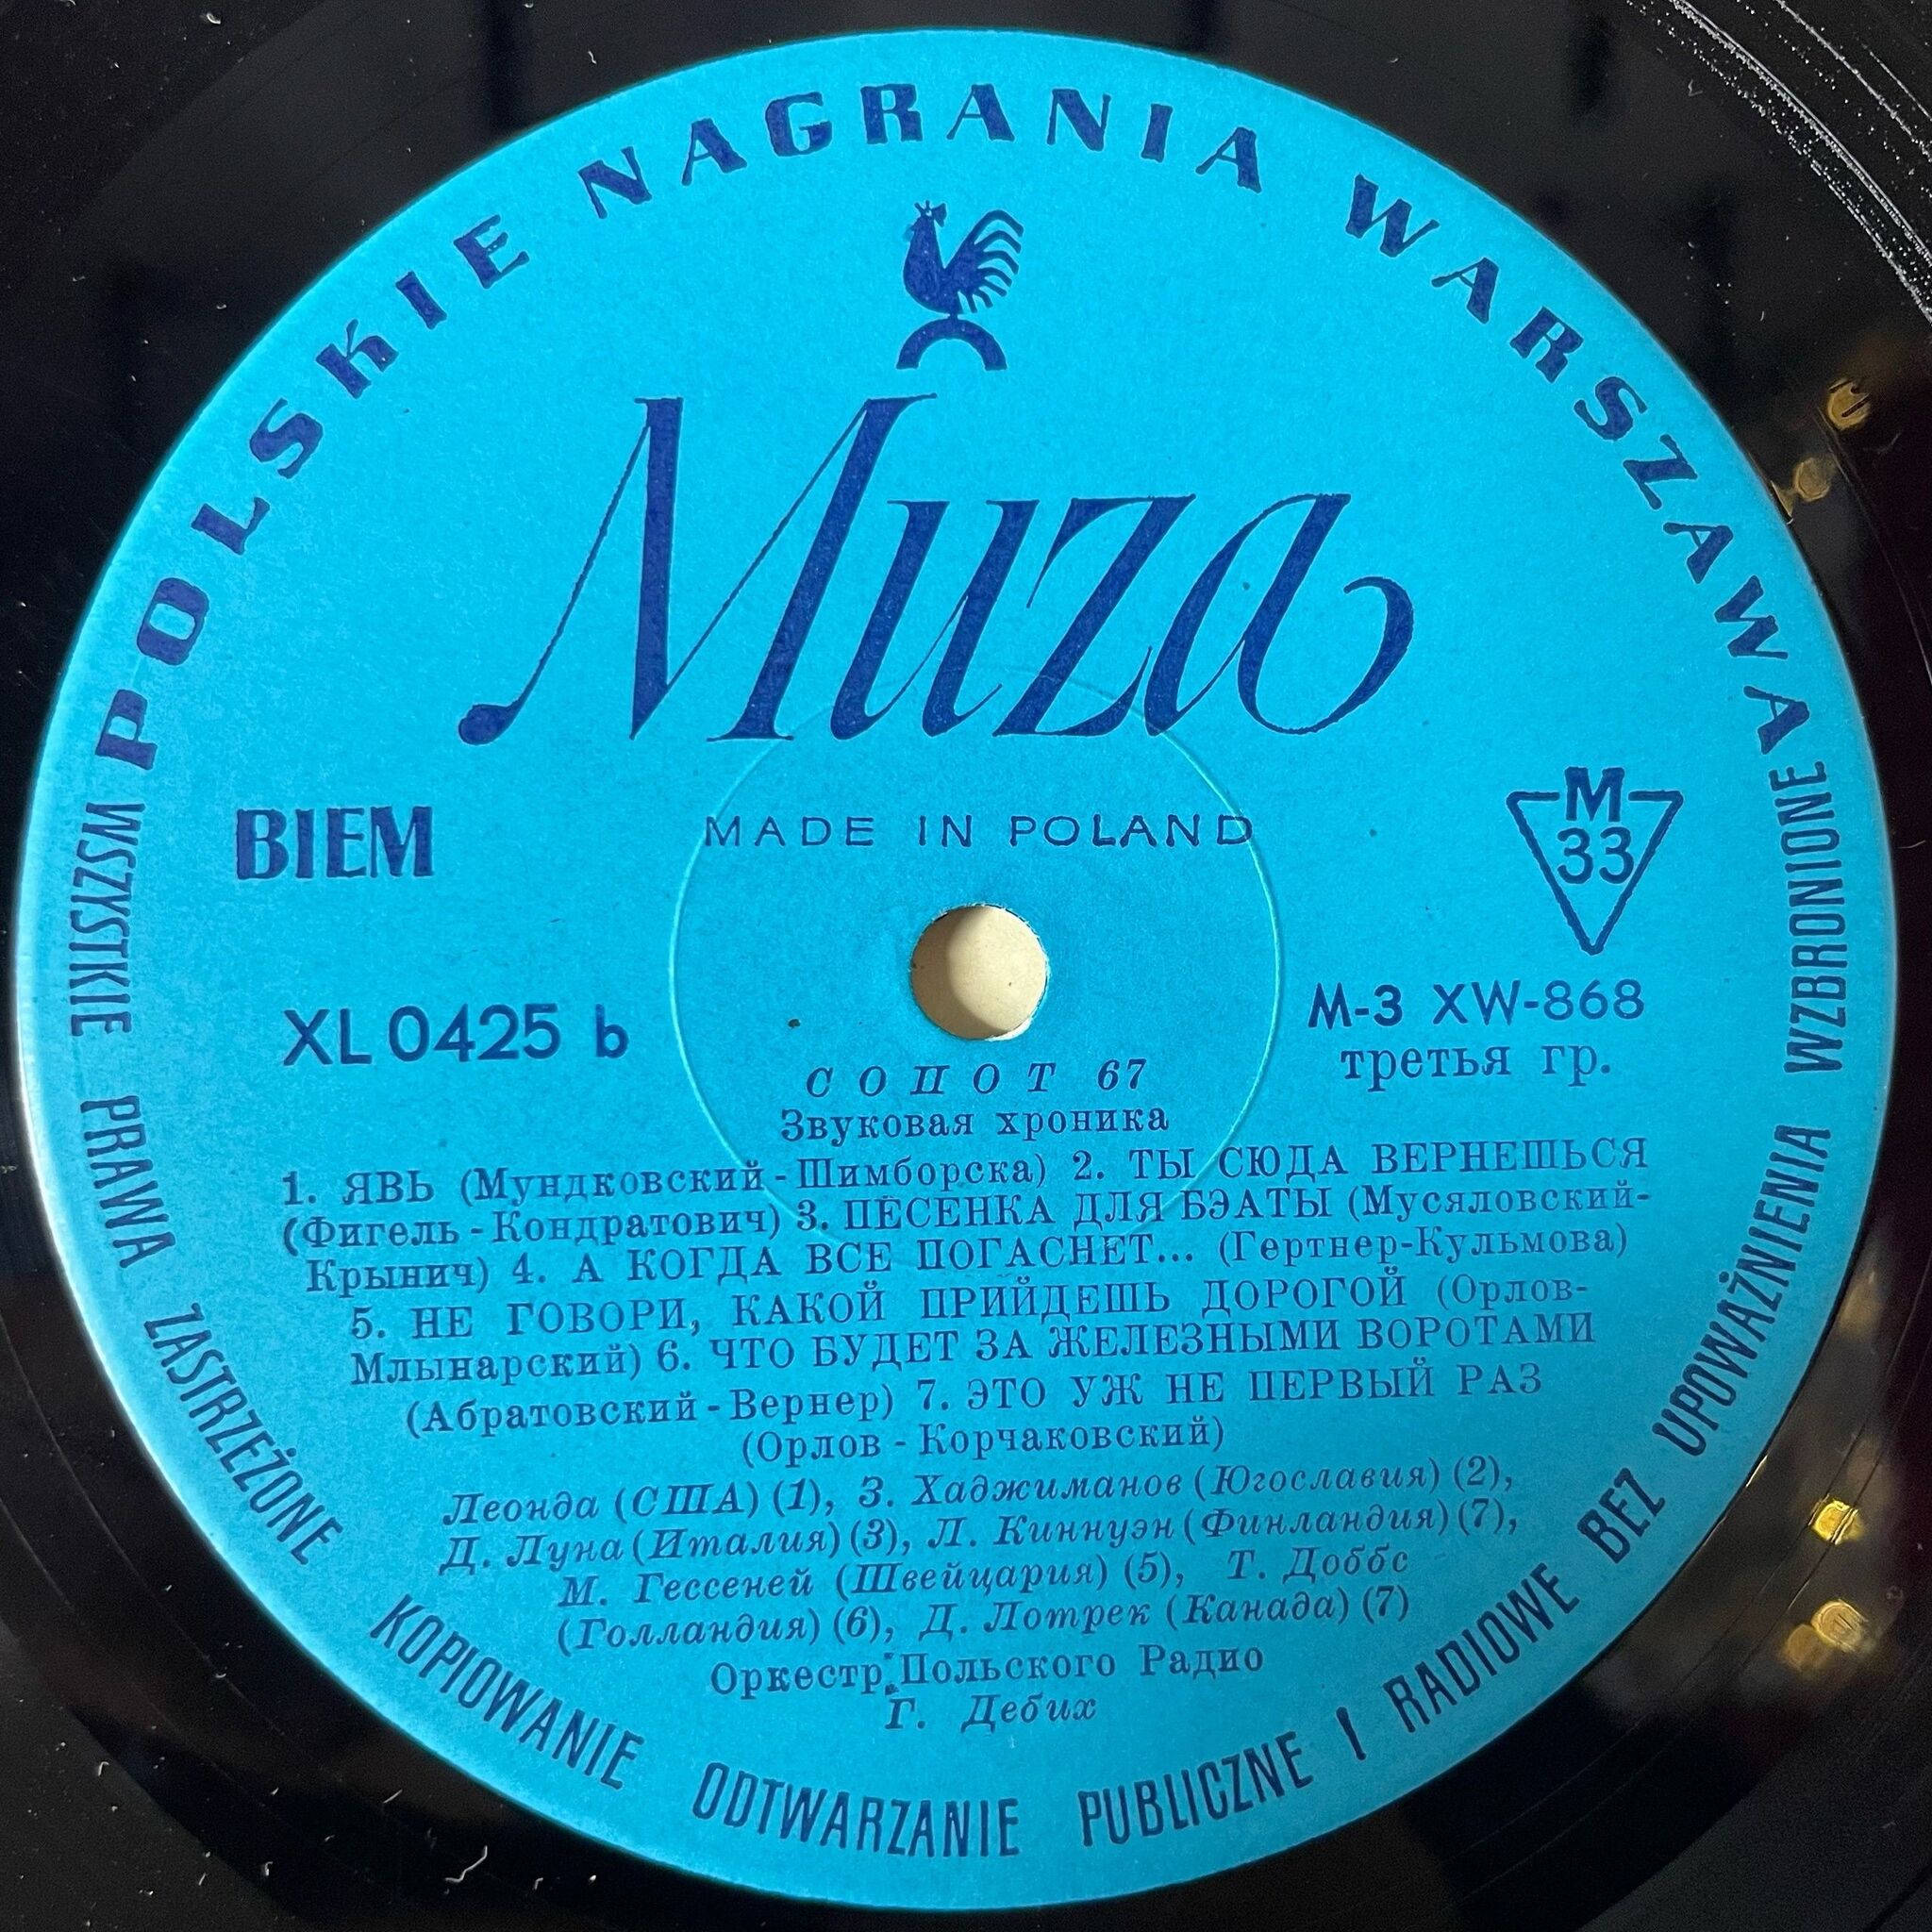 POLSKIE NAGRANIA WARSZAWA
Muza
BIEM
MADE IN POLAND
M
33
XL 0425 b
M-3 XW-868
третья гр.
СОПОТ 67
Звуковая хроника
1. ЯВЬ (Мундковский - Шимборска) 2. ТЫ СЮДА ВЕРНЕШЬСЯ
(Фигель - Кондратович) 3. ПЕСЕНКА ДЛЯ БЭАТЫ (Мусяловский-
Крынич) 4. А КОГДА ВСЕ ПОГАСНЕТ... (Гертнер-Кульмова)
5. НЕ ГОВОРИ, КАКОЙ ПРИЙДЕШЬ ДОРОГОЙ (Орлов-
Млынарский) 6. ЧТО БУДЕТ ЗА ЖЕЛЕЗНЫМИ ВОРОТАМИ
(Абратовский - Вернер) 7. ЭТО УЖ НЕ ПЕРВЫЙ РАЗ
(Орлов - Корчаковский)
Леонда (США) (1), З. Хаджиманов (Югославия) (2),
Д. Луна (Италия) (3), Л. Киннуэн (Финландия) (7),
М. Гессеней (Швейцария) (5), Т. Доббс
(Голландия) (6), Д. Лотрек (Канада) (7)
Оркестр Польского Радио
Г. Дебих
WSZYSTKIE PRAWA ZASTRZEŻONE KOPIOWANIE ODTWARZANIE PUBLICZNE I RADIOWE BEZ UPOWAŻNIENIA WZBRONIONE